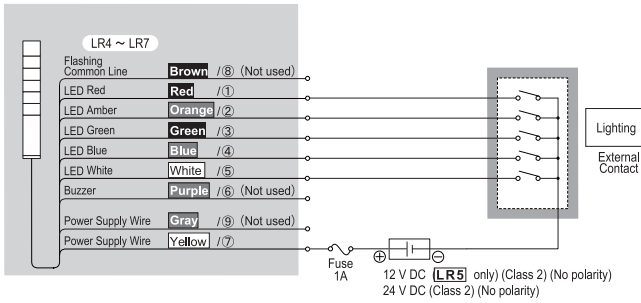 LR4 ~ LR7
Flashing
Common Line Brown /⑧ (Not used)
LED Red Red /①
LED Amber Orange /②
LED Green Green /③
LED Blue Blue /④
LED White White /⑤
Buzzer Purple /⑥ (Not used)
Power Supply Wire Gray /⑨ (Not used)
Power Supply Wire Yellow /⑦
Fuse
1A
⊕ ⊖
12 V DC (LR5 only) (Class 2) (No polarity)
24 V DC (Class 2) (No polarity)
Lighting
External
Contact